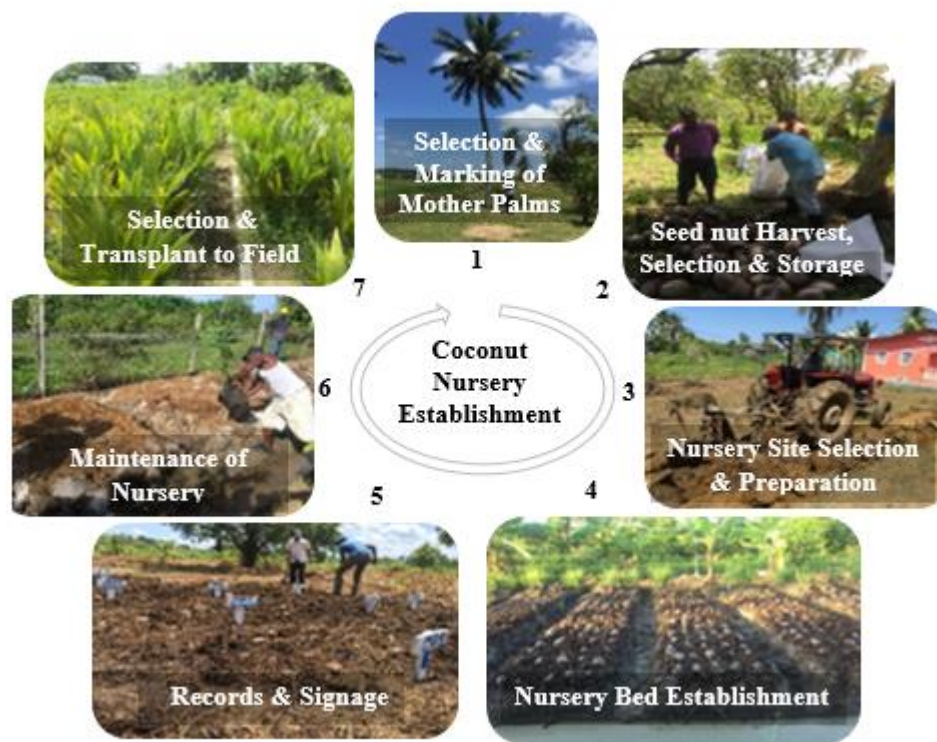 Selection &
Marking of
Mother Palms
1
Seed nut Harvest,
Selection & Storage
2
Nursery Site Selection
& Preparation
3
Nursery Bed Establishment
4
Records & Signage
5
Maintenance of
Nursery
6
Selection &
Transplant to Field
7
Coconut
Nursery
Establishment